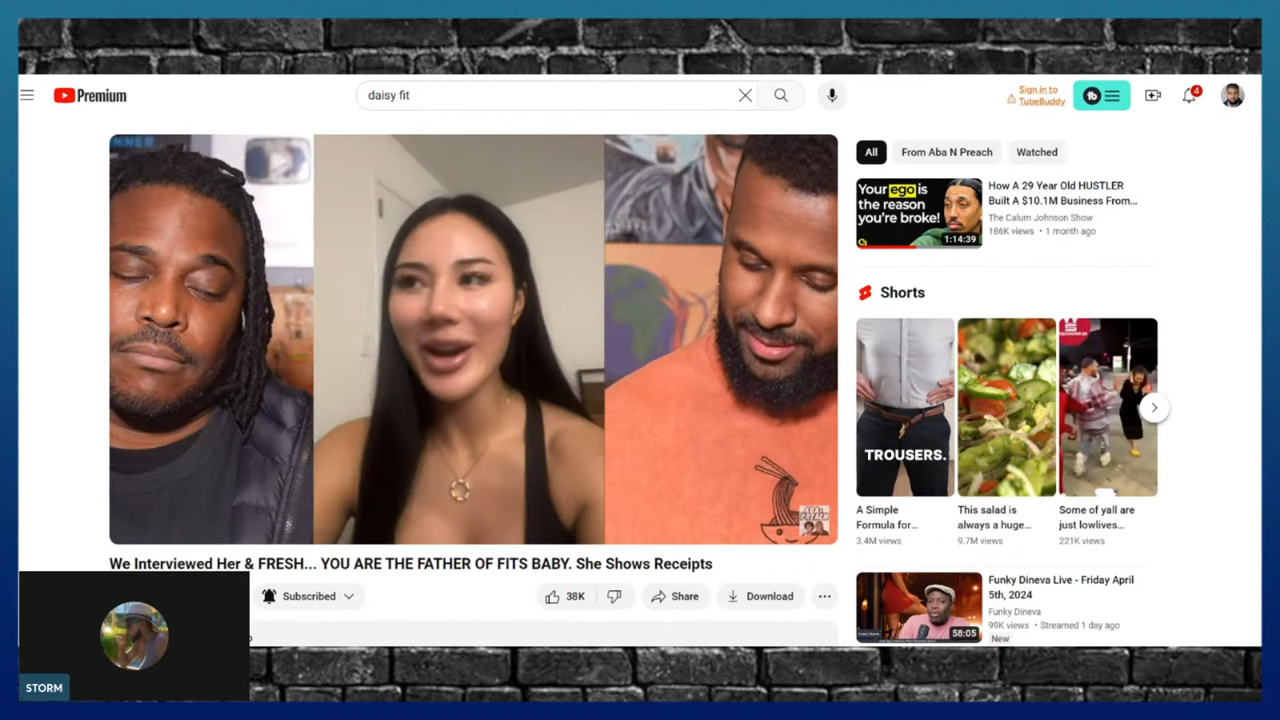 Premium
daisy fit
Sign in to
TubeBuddy
4
All
From Aba N Preach
Watched
Your ego is
the reason
you're broke!
1:14:39
How A 29 Year Old HUSTLER
Built A $10.1M Business From...
The Calum Johnson Show
186K views • 1 month ago
Shorts
TROUSERS.
A Simple
Formula for...
3.4M views
This salad is
always a huge...
9.7M views
Some of yall are
just lowlives...
221K views
We Interviewed Her & FRESH... YOU ARE THE FATHER OF FITS BABY. She Shows Receipts
Subscribed
38K
Share
Download
58:05
Funky Dineva Live - Friday April
5th, 2024
Funky Dineva
99K views • Streamed 1 day ago
New
STORM